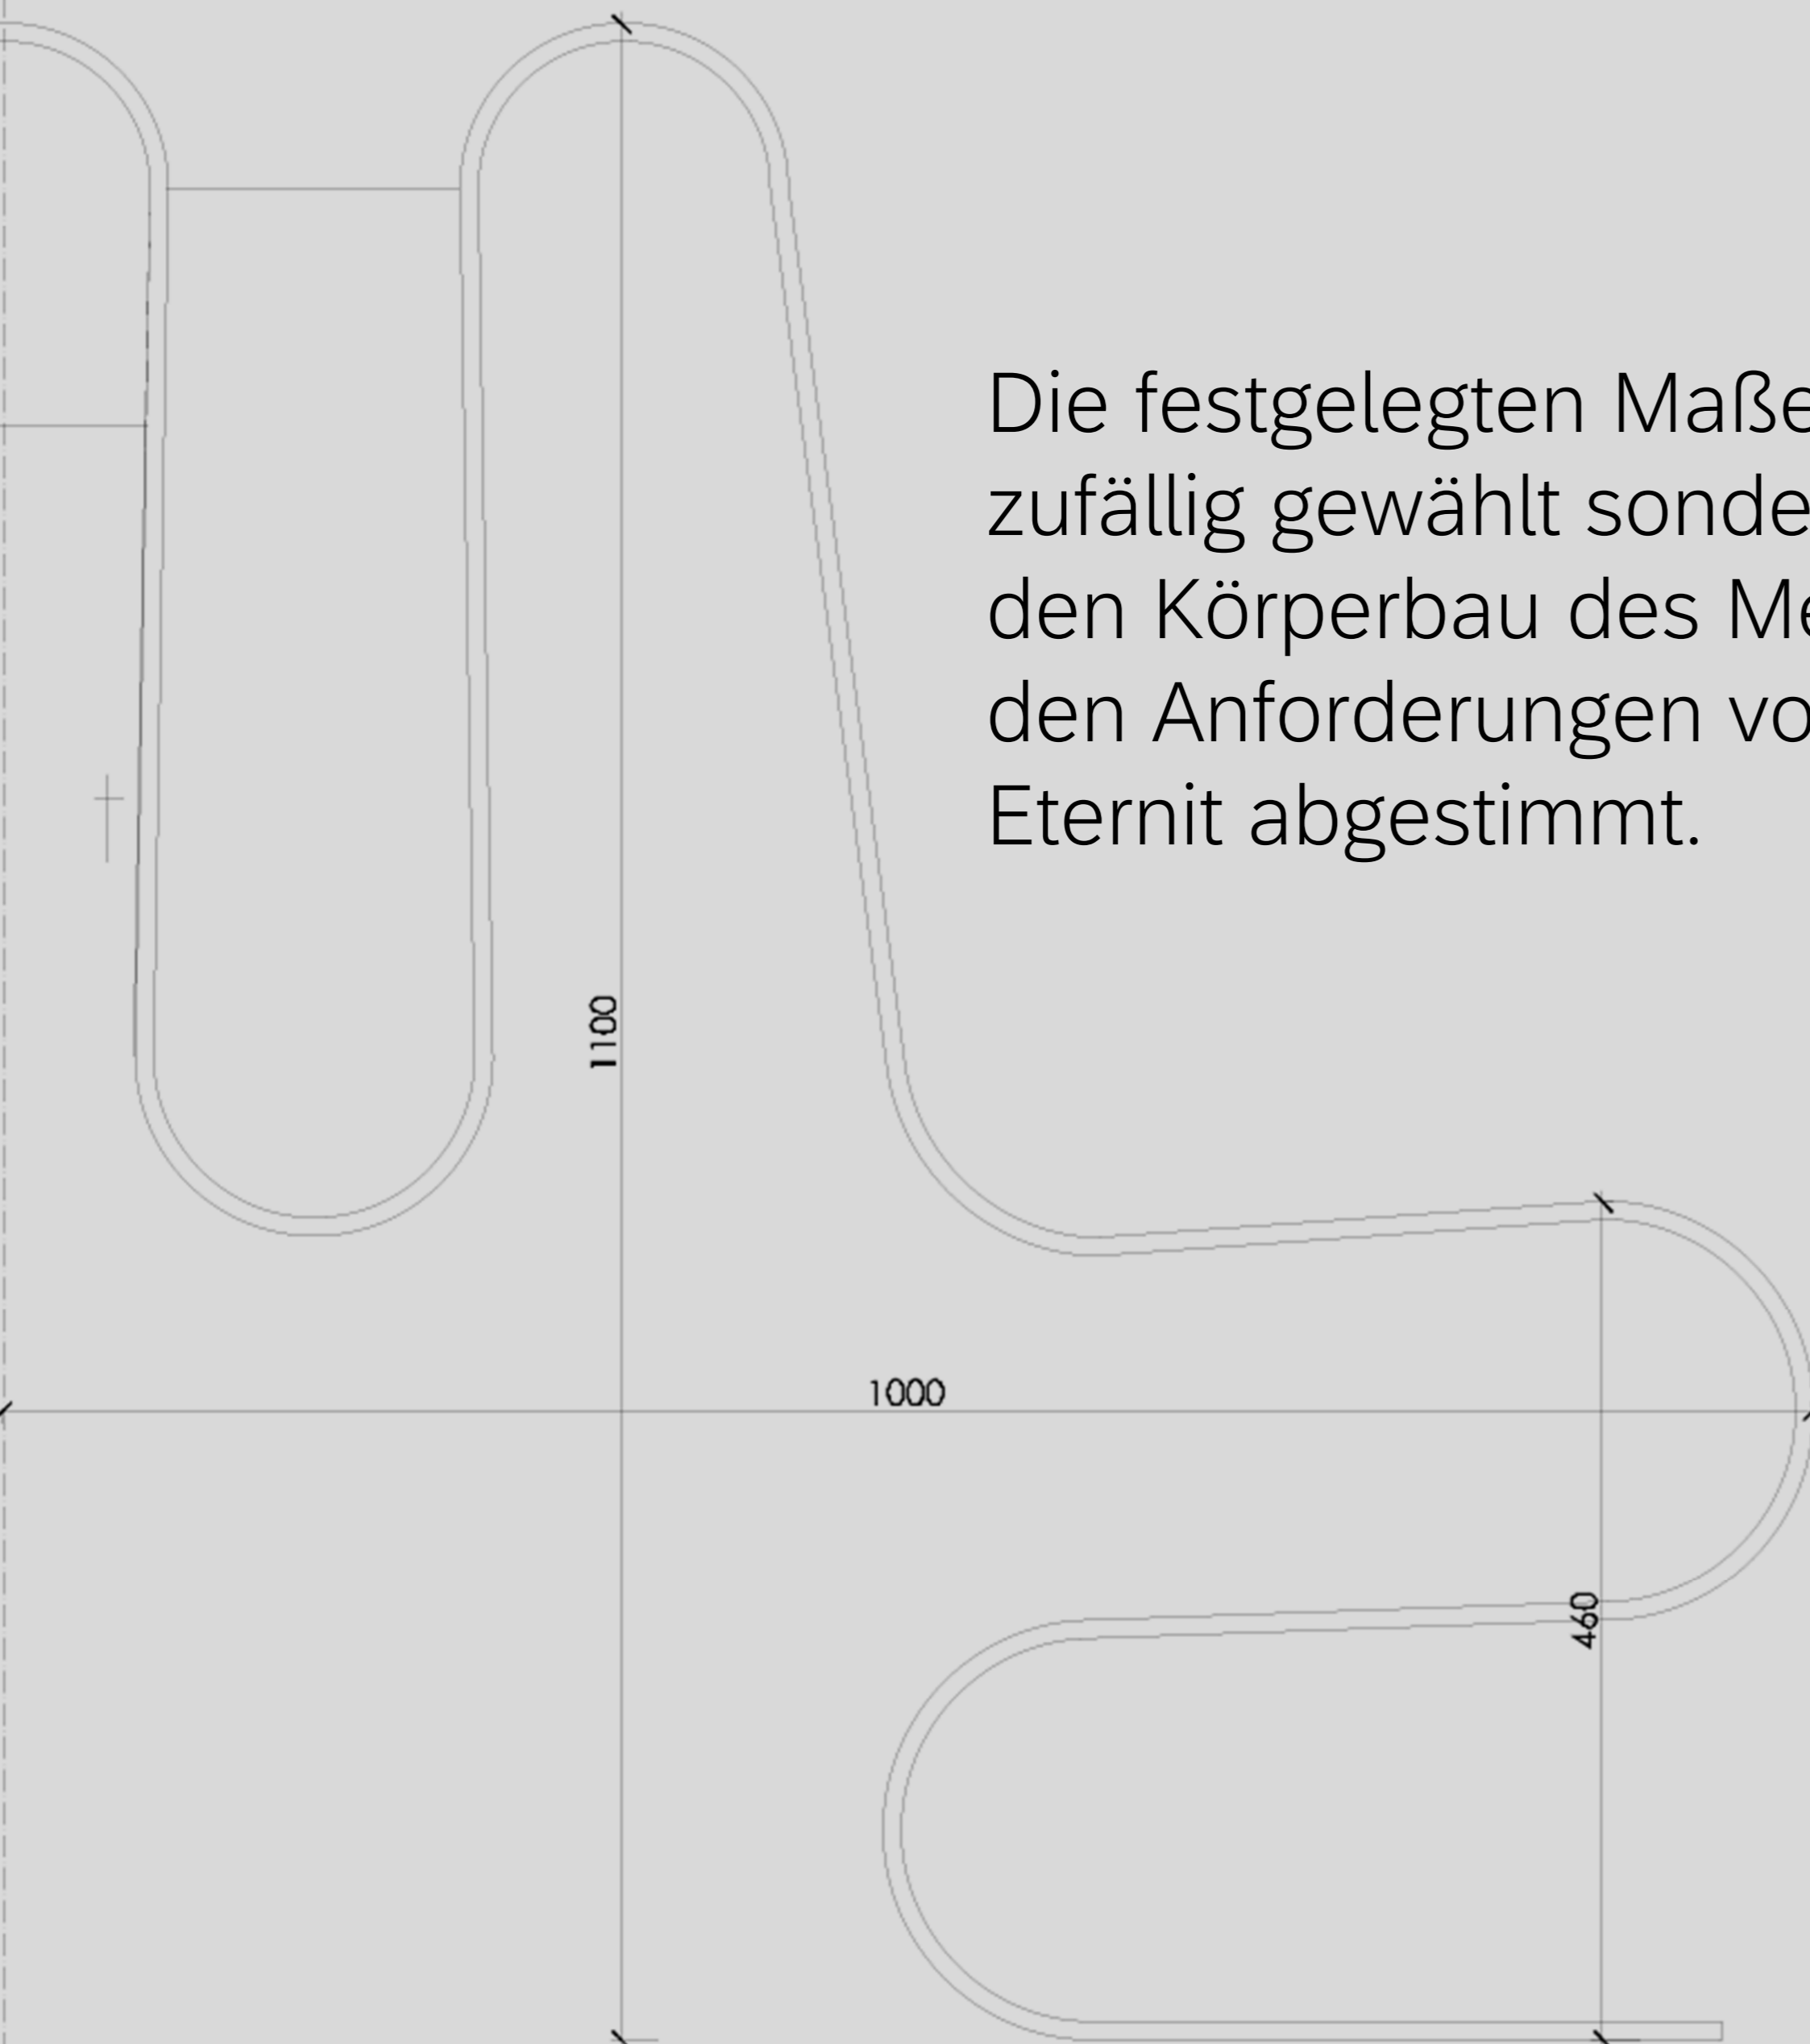 Die festgelegten Maße
zufällig gewählt sonde
den Körperbau des Me
den Anforderungen vo
Eternit abgestimmt.
1100
1000
460